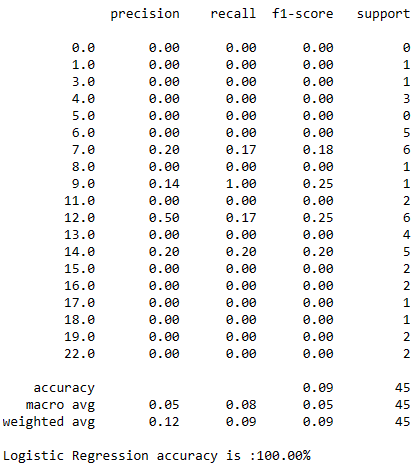 precision recall f1-score support
0.0 0.00 0.00 0.00 0
1.0 0.00 0.00 0.00 1
3.0 0.00 0.00 0.00 1
4.0 0.00 0.00 0.00 3
5.0 0.00 0.00 0.00 0
6.0 0.00 0.00 0.00 5
7.0 0.20 0.17 0.18 6
8.0 0.00 0.00 0.00 1
9.0 0.14 1.00 0.25 1
11.0 0.00 0.00 0.00 2
12.0 0.50 0.17 0.25 6
13.0 0.00 0.00 0.00 4
14.0 0.20 0.20 0.20 5
15.0 0.00 0.00 0.00 2
16.0 0.00 0.00 0.00 2
17.0 0.00 0.00 0.00 1
18.0 0.00 0.00 0.00 1
19.0 0.00 0.00 0.00 2
22.0 0.00 0.00 0.00 2
accuracy 0.09 45
macro avg 0.05 0.08 0.05 45
weighted avg 0.12 0.09 0.09 45
Logistic Regression accuracy is :100.00%